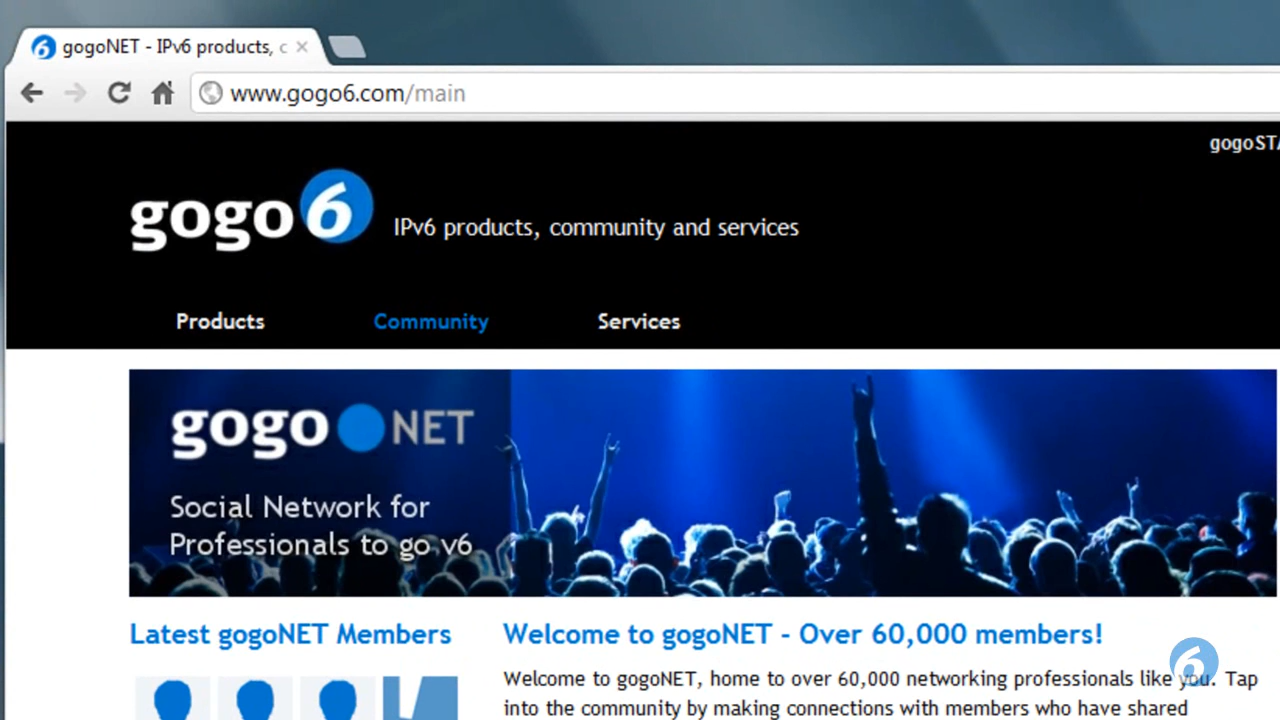 gogoNET - IPv6 products, c
www.gogo6.com/main
gogoSTA
gogo6
IPv6 products, community and services
Products
Community
Services
gogo NET
Social Network for
Professionals to go v6
Latest gogoNET Members
Welcome to gogoNET - Over 60,000 members!
Welcome to gogoNET, home to over 60,000 networking professionals like you. Tap
into the community by making connections with members who have shared
6